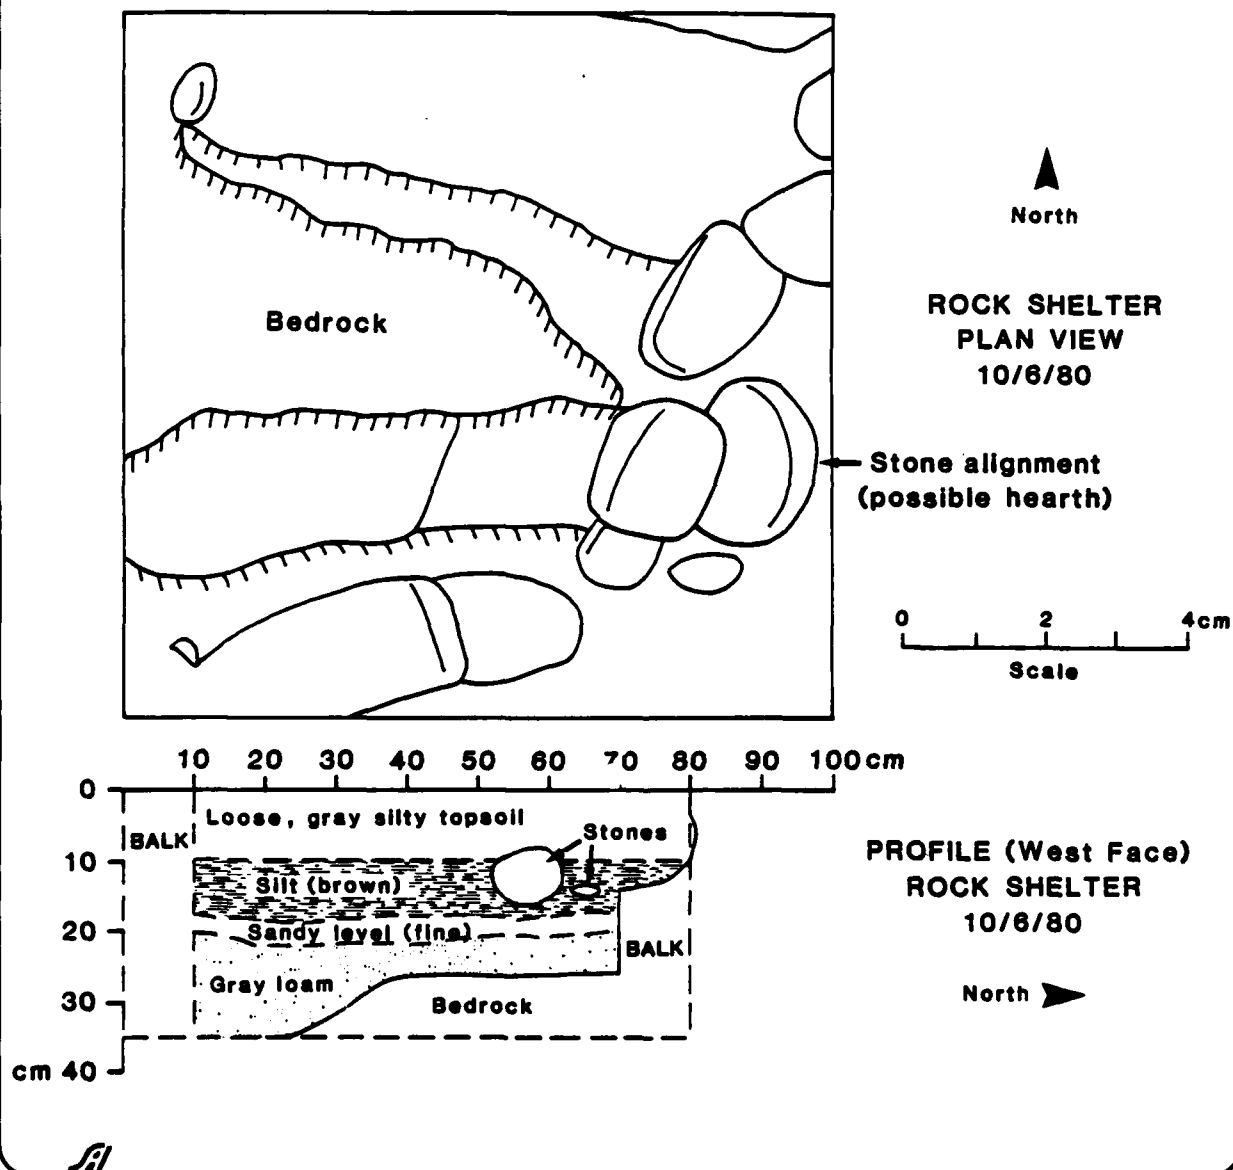 North
ROCK SHELTER
PLAN VIEW
10/6/80
Bedrock
Stone alignment
(possible hearth)
0 2 4cm
Scale
10 20 30 40 50 60 70 80 90 100cm
0
Loose, gray silty topsoil
Stones
BALK
10
Silt (brown)
PROFILE (West Face)
ROCK SHELTER
10/6/80
20
Sandy level (fine)
BALK
Gray loam
North
30
Bedrock
cm 40